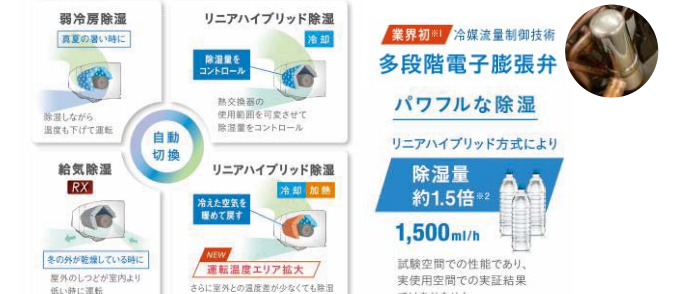 弱冷房除湿
真夏の暑い時に
除湿しながら
温度も下げて運転
リニアハイブリッド除湿
冷却
除湿量を
コントロール
熱交換器の
使用範囲を可変させて
除湿量をコントロール
自動
切換
給気除湿
RX
冬の外が乾燥している時に
屋外のしつどが室内より
低い時に運転
リニアハイブリッド除湿
冷却 加熱
冷えた空気を
暖めて戻す
NEW
運転温度エリア拡大
さらに室外との温度差が少なくても除湿
業界初※1 冷媒流量制御技術
多段階電子膨張弁
パワフルな除湿
リニアハイブリッド方式により
除湿量
約1.5倍※2
1,500ml/h
試験空間での性能であり、
実使用空間での実証結果